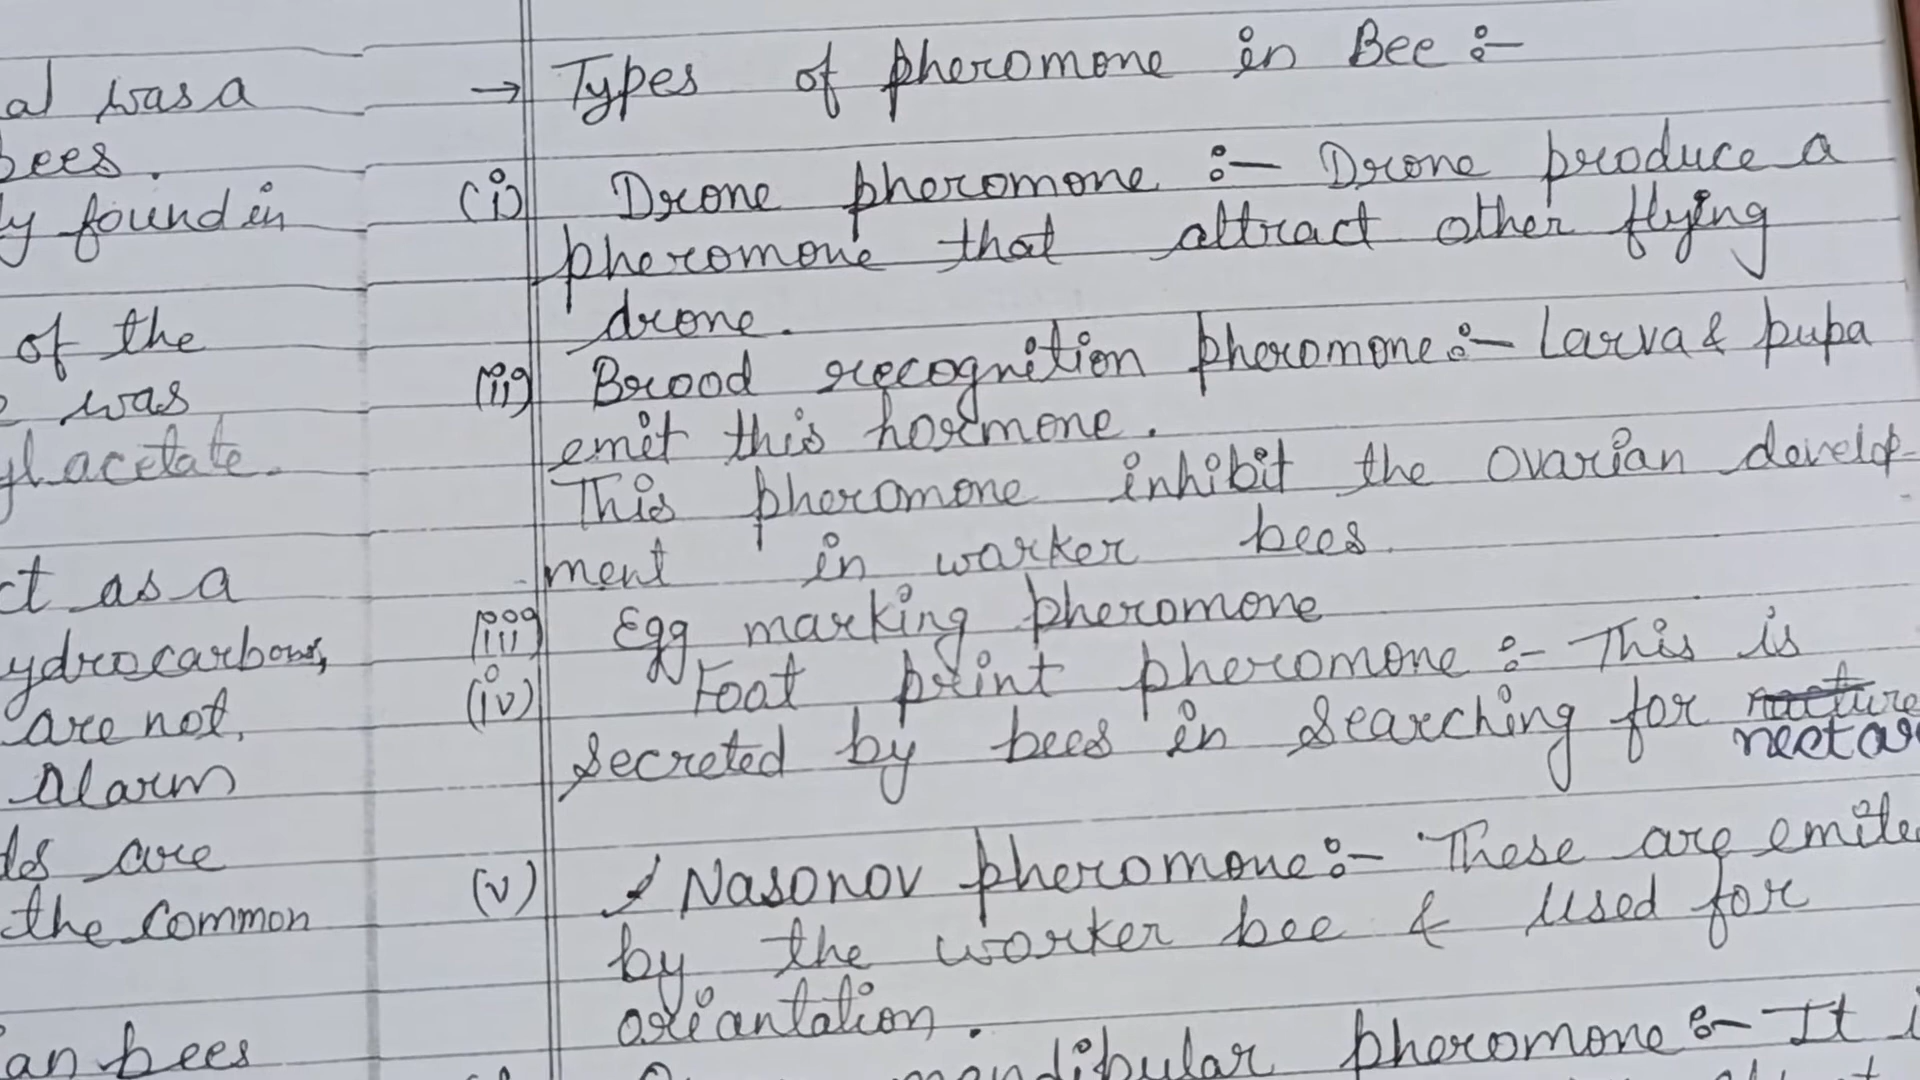 al was a
bees.
ly found in
of the
was
yl acetate.
ct as a
ydrocarbons,
are not.
Alarm
ds are
the common
an bees
→ Types of pheromone in Bee :-
(i) Drone pheromone :- Drone produce a
pheromone that attract other flying
drone.
(ii) Brood recognition pheromone :- Larva & pupa
emit this hormone.
This pheromone inhibit the ovarian develop-
ment in warker bees.
(iii) Egg marking pheromone
(iv) Foot print pheromone :- This is
secreted by bees in searching for
nectar
(v) Nasonov pheromone :- These are emite
by the worker bee & used for
oriantation.
mandibular pheromone :- It i